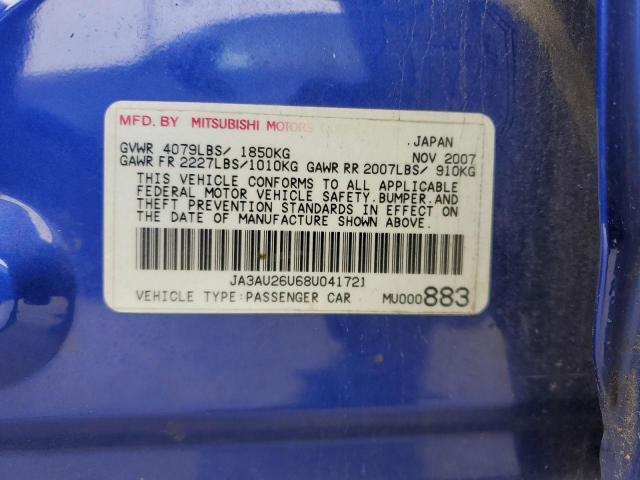 MFD. BY MITSUBISHI MOTORS
JAPAN
GVWR 4079LBS/ 1850KG NOV 2007
GAWR FR 2227LBS/1010KG GAWR RR 2007LBS/ 910KG
THIS VEHICLE CONFORMS TO ALL APPLICABLE
FEDERAL MOTOR VEHICLE SAFETY,BUMPER,AND
THEFT PREVENTION STANDARDS IN EFFECT ON
THE DATE OF MANUFACTURE SHOWN ABOVE.
JA3AU26U68U041721
VEHICLE TYPE:PASSENGER CAR MU000883